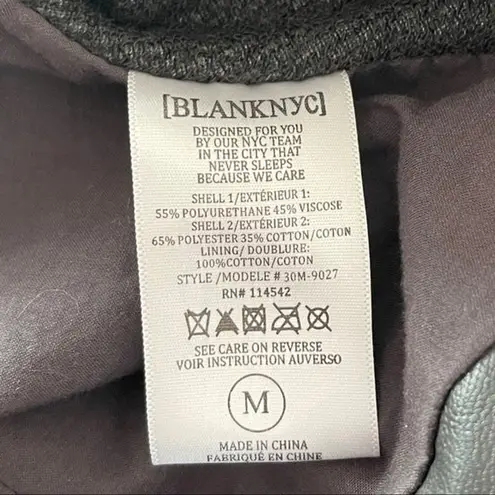 [BLANKNYC]
DESIGNED FOR YOU
BY OUR NYC TEAM
IN THE CITY THAT
NEVER SLEEPS
BECAUSE WE CARE
SHELL 1/EXTÉRIEUR 1:
55% POLYURETHANE 45% VISCOSE
SHELL 2/EXTÉRIEUR 2:
65% POLYESTER 35% COTTON/COTON
LINING/ DOUBLURE:
100%COTTON/COTON
STYLE /MODELE # 30M-9027
RN# 114542
SEE CARE ON REVERSE
VOIR INSTRUCTION AUVERSO
M
MADE IN CHINA
FABRIQUÉ EN CHINE